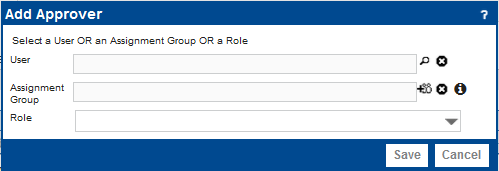 Add Approver ?
Select a User OR an Assignment Group OR a Role
User
Assignment
Group
Role
Save Cancel